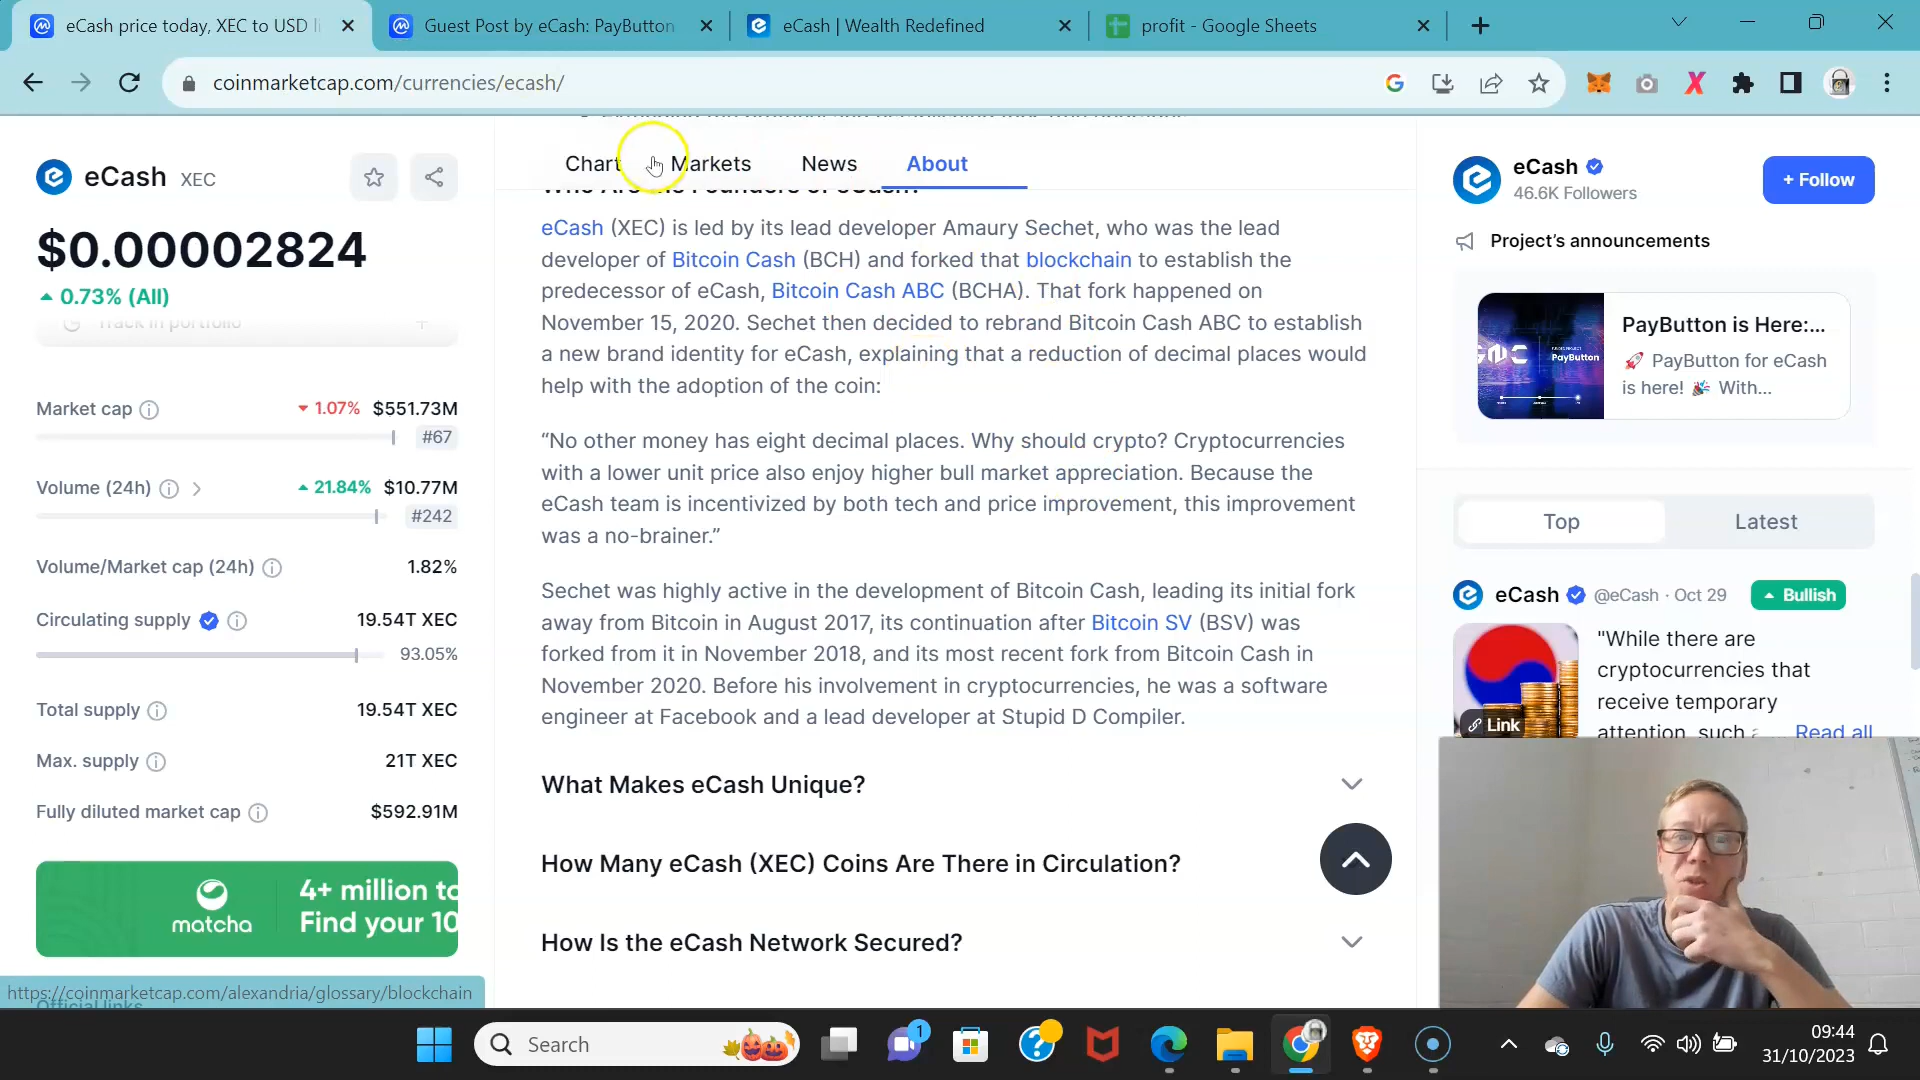 eCash price today, XEC to USD li
Guest Post by eCash: PayButton
eCash | Wealth Redefined
profit - Google Sheets
coinmarketcap.com/currencies/ecash/
eCash XEC
$0.00002824
0.73% (All)
Track in portfolio
Market cap 1.07% $551.73M
#67
Volume (24h) 21.84% $10.77M
#242
Volume/Market cap (24h) 1.82%
Circulating supply 19.54T XEC
93.05%
Total supply 19.54T XEC
Max. supply 21T XEC
Fully diluted market cap $592.91M
matcha
4+ million to
Find your 10
Official links
https://coinmarketcap.com/alexandria/glossary/blockchain
Chart Markets News About
Who Are the Founders of eCash?
eCash (XEC) is led by its lead developer Amaury Sechet, who was the lead
developer of Bitcoin Cash (BCH) and forked that blockchain to establish the
predecessor of eCash, Bitcoin Cash ABC (BCHA). That fork happened on
November 15, 2020. Sechet then decided to rebrand Bitcoin Cash ABC to establish
a new brand identity for eCash, explaining that a reduction of decimal places would
help with the adoption of the coin:
“No other money has eight decimal places. Why should crypto? Cryptocurrencies
with a lower unit price also enjoy higher bull market appreciation. Because the
eCash team is incentivized by both tech and price improvement, this improvement
was a no-brainer.”
Sechet was highly active in the development of Bitcoin Cash, leading its initial fork
away from Bitcoin in August 2017, its continuation after Bitcoin SV (BSV) was
forked from it in November 2018, and its most recent fork from Bitcoin Cash in
November 2020. Before his involvement in cryptocurrencies, he was a software
engineer at Facebook and a lead developer at Stupid D Compiler.
What Makes eCash Unique?
How Many eCash (XEC) Coins Are There in Circulation?
How Is the eCash Network Secured?
eCash
46.6K Followers
+ Follow
Project’s announcements
PayButton
PayButton is Here:...
🚀 PayButton for eCash
is here! 🎉 With...
Top Latest
eCash @eCash · Oct 29 Bullish
"While there are
cryptocurrencies that
receive temporary
attention, such Read all
Link
Search
1
09:44
31/10/2023